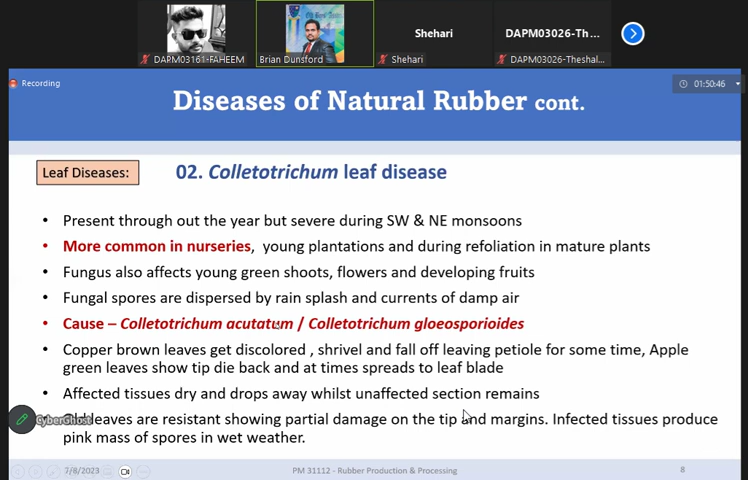 Shehari
DAPM03026-Th...
DARM03161-FAHEEM
Brian Dunsford
Shehari
DAPM03026-Theshal...
Recording
01:50:46
Diseases of Natural Rubber cont.
Leaf Diseases:
02. Colletotrichum leaf disease
• Present through out the year but severe during SW & NE monsoons
• More common in nurseries, young plantations and during refoliation in mature plants
• Fungus also affects young green shoots, flowers and developing fruits
• Fungal spores are dispersed by rain splash and currents of damp air
• Cause – Colletotrichum acutatum / Colletotrichum gloeosporioides
• Copper brown leaves get discolored , shrivel and fall off leaving petiole for some time, Apple
green leaves show tip die back and at times spreads to leaf blade
• Affected tissues dry and drops away whilst unaffected section remains
leaves are resistant showing partial damage on the tip and margins. Infected tissues produce
pink mass of spores in wet weather.
CyberGhost
7/8/2023
PM 31112 - Rubber Production & Processing
8